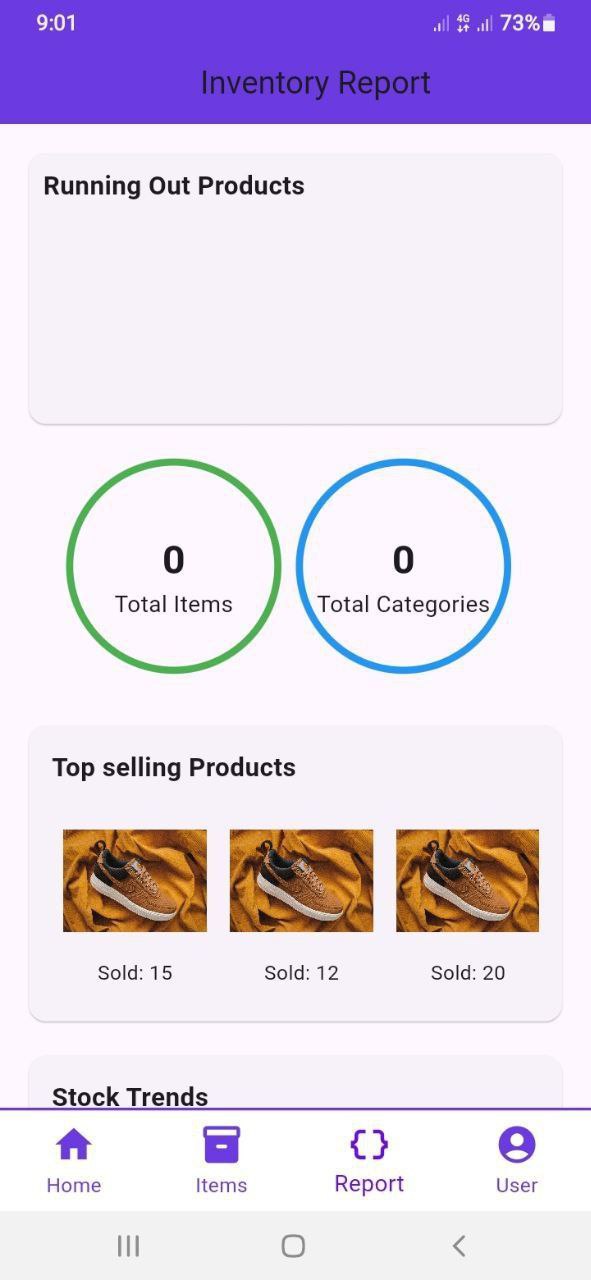 9:01
4G
73%
Inventory Report
Running Out Products
0
Total Items
0
Total Categories
Top selling Products
Sold: 15
Sold: 12
Sold: 20
Stock Trends
Home
Items
Report
User